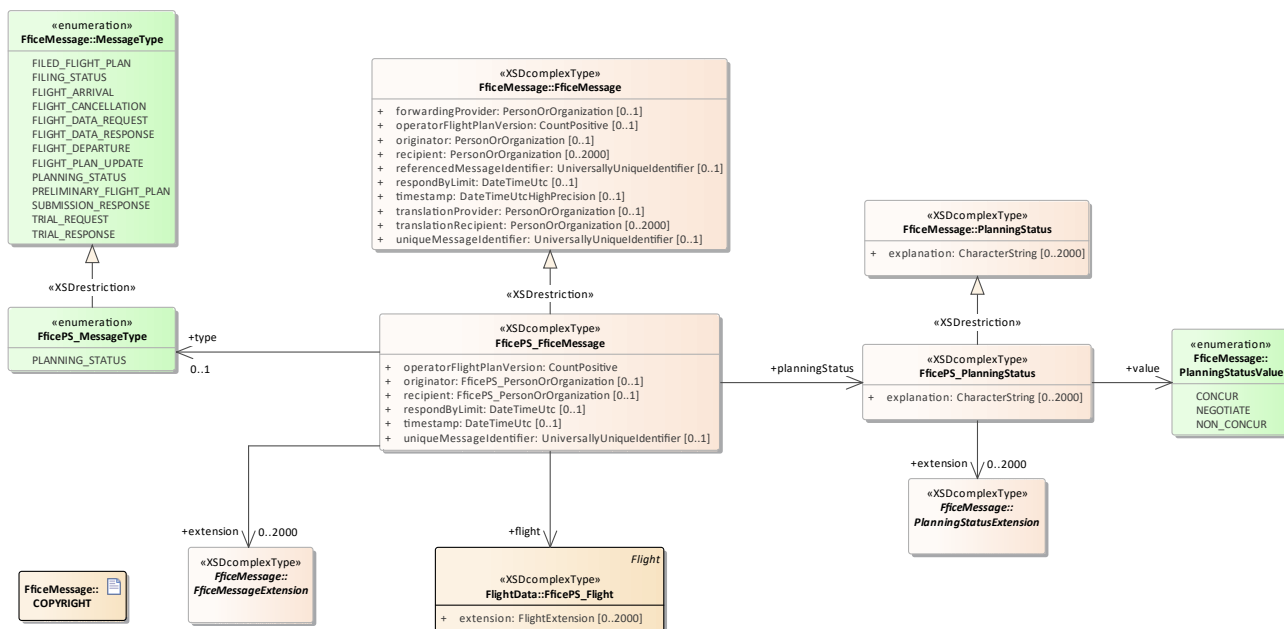 «enumeration»
FficeMessage::MessageType
FILED_FLIGHT_PLAN
FILING_STATUS
FLIGHT_ARRIVAL
FLIGHT_CANCELLATION
FLIGHT_DATA_REQUEST
FLIGHT_DATA_RESPONSE
FLIGHT_DEPARTURE
FLIGHT_PLAN_UPDATE
PLANNING_STATUS
PRELIMINARY_FLIGHT_PLAN
SUBMISSION_RESPONSE
TRIAL_REQUEST
TRIAL_RESPONSE
«XSDcomplexType»
FficeMessage::FficeMessage
+ forwardingProvider: PersonOrOrganization [0..1]
+ operatorFlightPlanVersion: CountPositive [0..1]
+ originator: PersonOrOrganization [0..1]
+ recipient: PersonOrOrganization [0..2000]
+ referencedMessageIdentifier: UniversallyUniqueIdentifier [0..1]
+ respondByLimit: DateTimeUtc [0..1]
+ timestamp: DateTimeUtcHighPrecision [0..1]
+ translationProvider: PersonOrOrganization [0..1]
+ translationRecipient: PersonOrOrganization [0..2000]
+ uniqueMessageIdentifier: UniversallyUniqueIdentifier [0..1]
«XSDcomplexType»
FficeMessage::PlanningStatus
+ explanation: CharacterString [0..2000]
«XSDrestriction»
«XSDrestriction»
«XSDrestriction»
«enumeration»
FficePS_MessageType
PLANNING_STATUS
+type
0..1
«XSDcomplexType»
FficePS_FficeMessage
+ operatorFlightPlanVersion: CountPositive
+ originator: FficePS_PersonOrOrganization [0..1]
+ recipient: FficePS_PersonOrOrganization [0..1]
+ respondByLimit: DateTimeUtc [0..1]
+ timestamp: DateTimeUtc [0..1]
+ uniqueMessageIdentifier: UniversallyUniqueIdentifier [0..1]
+planningStatus
«XSDcomplexType»
FficePS_PlanningStatus
+ explanation: CharacterString [0..2000]
+value
«enumeration»
FficeMessage::
PlanningStatusValue
CONCUR
NEGOTIATE
NON_CONCUR
+extension
0..2000
«XSDcomplexType»
FficeMessage::
PlanningStatusExtension
+extension
0..2000
+flight
«XSDcomplexType»
FficeMessage::
FficeMessageExtension
Flight
«XSDcomplexType»
FlightData::FficePS_Flight
+ extension: FlightExtension [0..2000]
FficeMessage::
COPYRIGHT